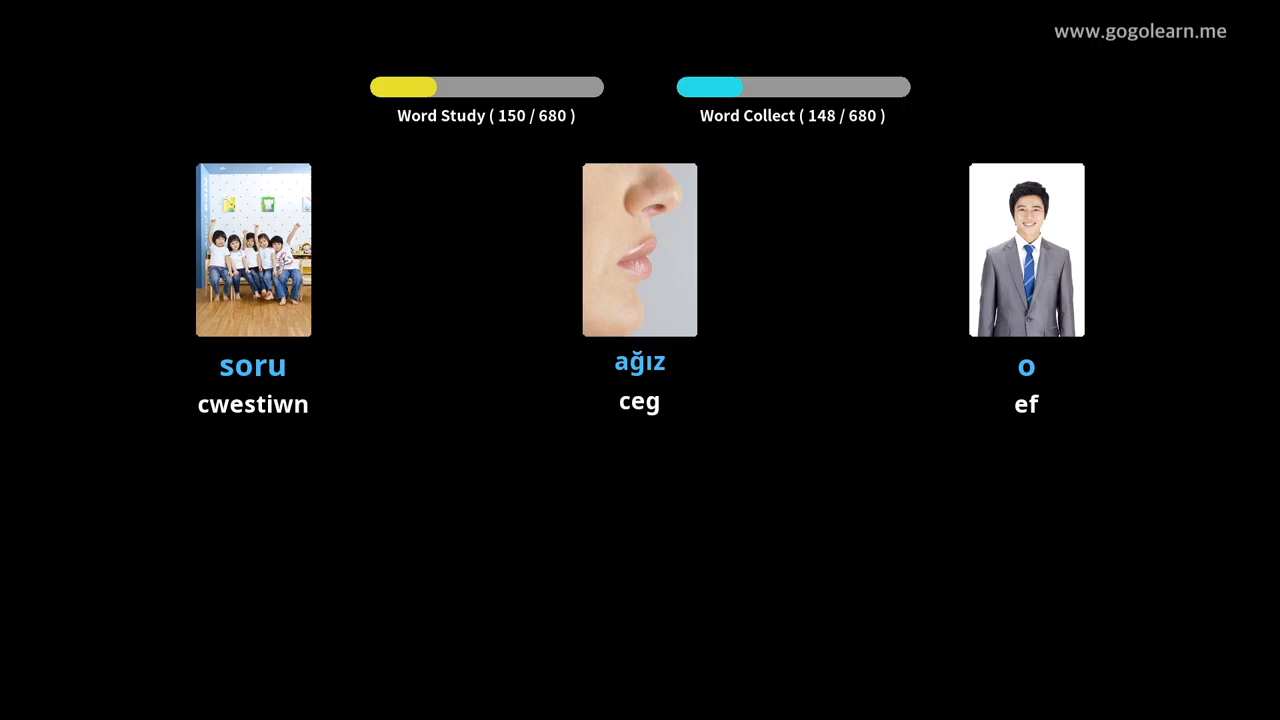 www.gogolearn.me
Word Study ( 150 / 680 )
Word Collect ( 148 / 680 )
soru
cwestiwn
ağız
ceg
o
ef